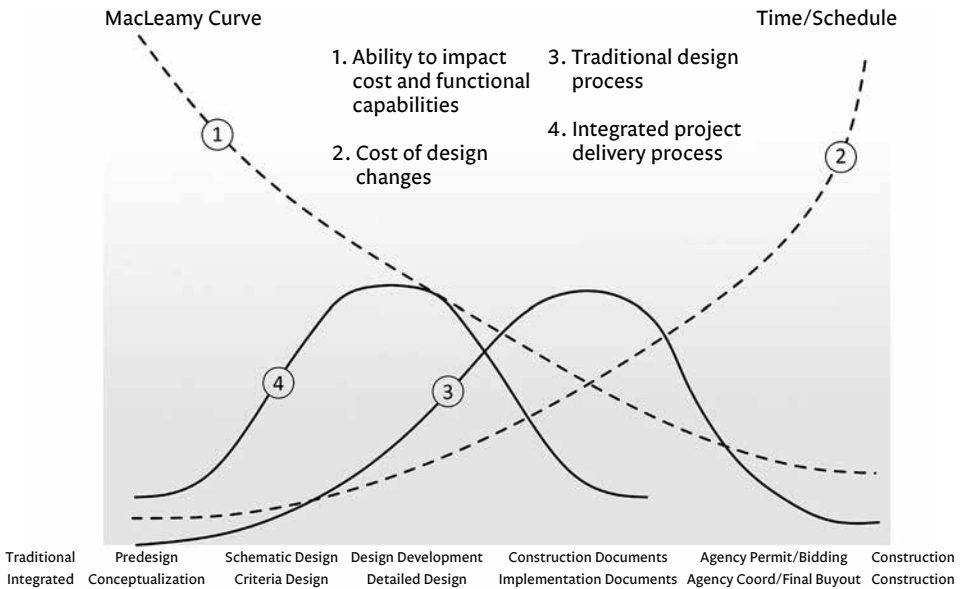 MacLeamy Curve
Time/Schedule
1. Ability to impact
cost and functional
capabilities
2. Cost of design
changes
3. Traditional design
process
4. Integrated project
delivery process
1
2
3
4
Traditional Predesign Schematic Design Design Development Construction Documents Agency Permit/Bidding Construction
Integrated Conceptualization Criteria Design Detailed Design Implementation Documents Agency Coord/Final Buyout Construction